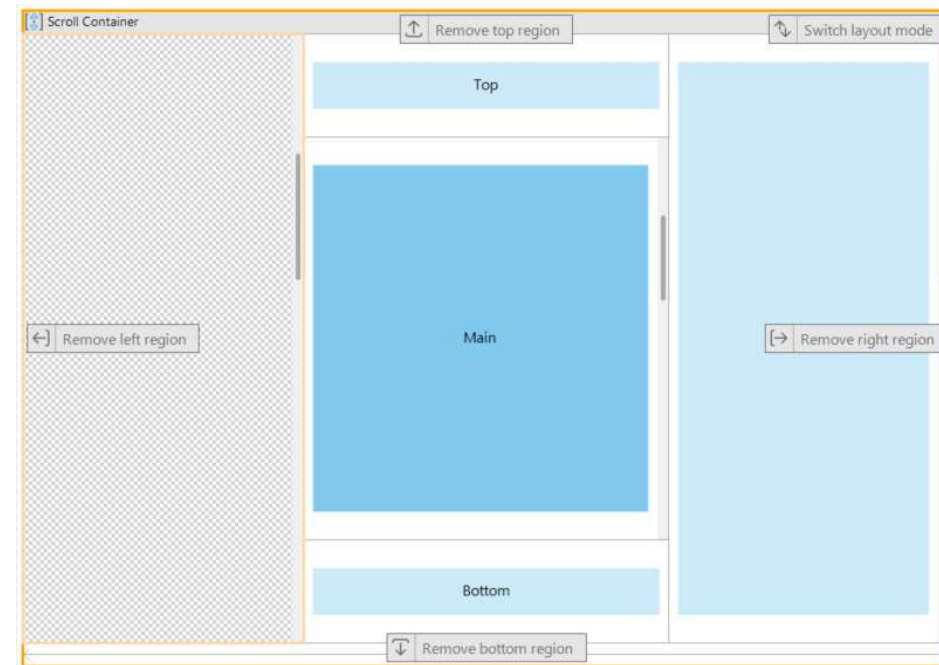 Scroll Container
Remove top region
Switch layout mode
Top
Main
Remove left region
Remove right region
Bottom
Remove bottom region